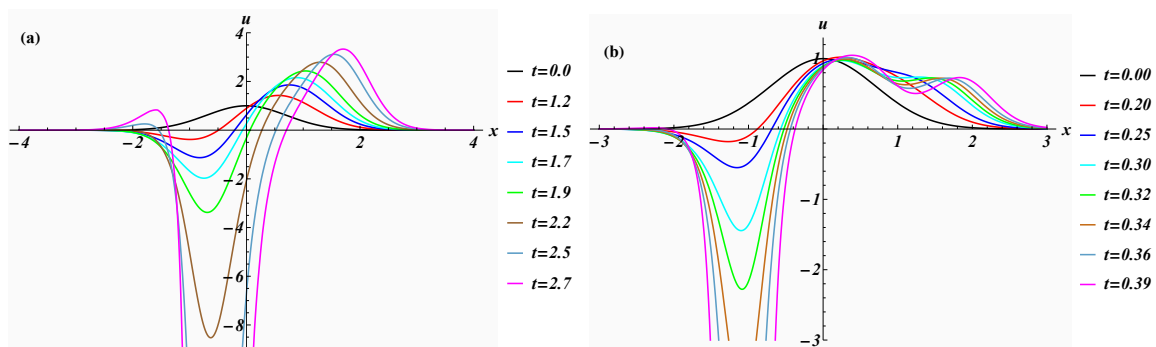 (a)
u
4
2
-2
-4
-6
-8
-4
-2
2
4
x
t=0.0
t=1.2
t=1.5
t=1.7
t=1.9
t=2.2
t=2.5
t=2.7
(b)
u
1
-1
-2
-3
-3
-2
-1
1
2
3
x
t=0.00
t=0.20
t=0.25
t=0.30
t=0.32
t=0.34
t=0.36
t=0.39